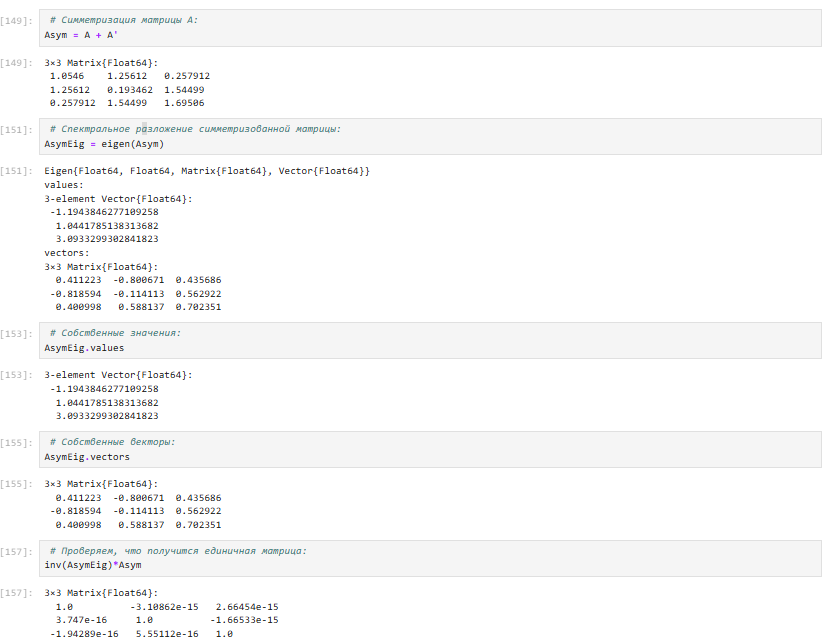 [149]: # Симметризация матрицы A:
Asym = A + A'
[149]: 3×3 Matrix{Float64}:
1.0546 1.25612 0.257912
1.25612 0.193462 1.54499
0.257912 1.54499 1.69506
[151]: # Спектральное разложение симметризованной матрицы:
AsymEig = eigen(Asym)
[151]: Eigen{Float64, Float64, Matrix{Float64}, Vector{Float64}}
values:
3-element Vector{Float64}:
-1.1943846277109258
1.0441785138313682
3.0933299302841823
vectors:
3×3 Matrix{Float64}:
0.411223 -0.800671 0.435686
-0.818594 -0.114113 0.562922
0.400998 0.588137 0.702351
[153]: # Собственные значения:
AsymEig.values
[153]: 3-element Vector{Float64}:
-1.1943846277109258
1.0441785138313682
3.0933299302841823
[155]: # Собственные векторы:
AsymEig.vectors
[155]: 3×3 Matrix{Float64}:
0.411223 -0.800671 0.435686
-0.818594 -0.114113 0.562922
0.400998 0.588137 0.702351
[157]: # Проверяем, что получится единичная матрица:
inv(AsymEig)*Asym
[157]: 3×3 Matrix{Float64}:
1.0 -3.10862e-15 2.66454e-15
3.747e-16 1.0 -1.66533e-15
-1.94289e-16 5.55112e-16 1.0